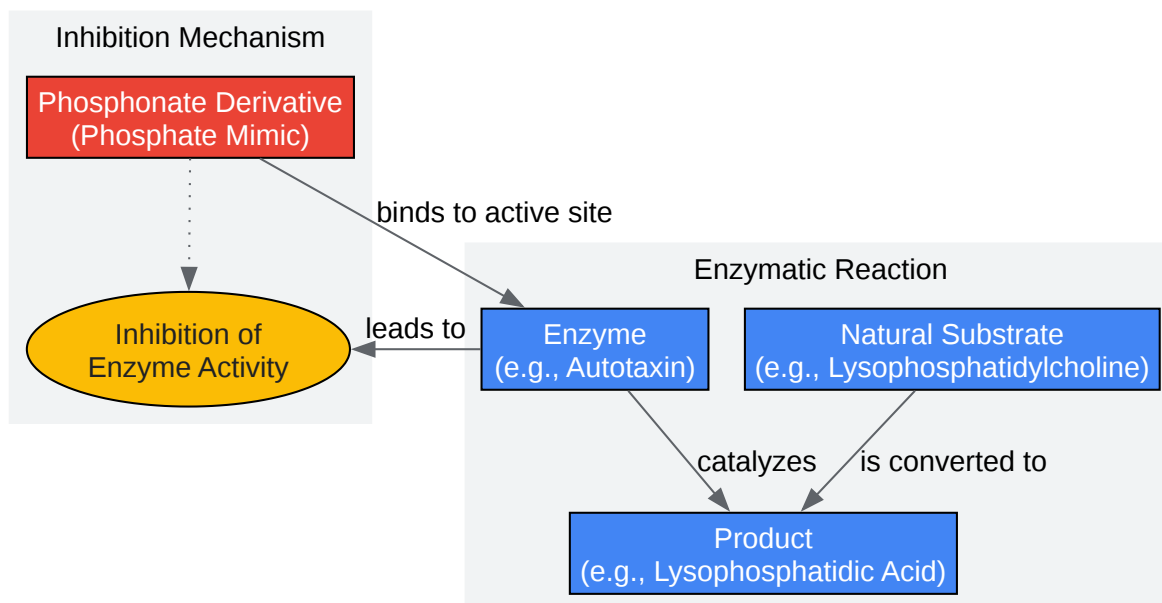 Inhibition Mechanism
Phosphonate Derivative
(Phosphate Mimic)
binds to active site
Enzymatic Reaction
Inhibition of
Enzyme Activity
leads to
Enzyme
(e.g., Autotaxin)
Natural Substrate
(e.g., Lysophosphatidylcholine)
catalyzes
is converted to
Product
(e.g., Lysophosphatidic Acid)